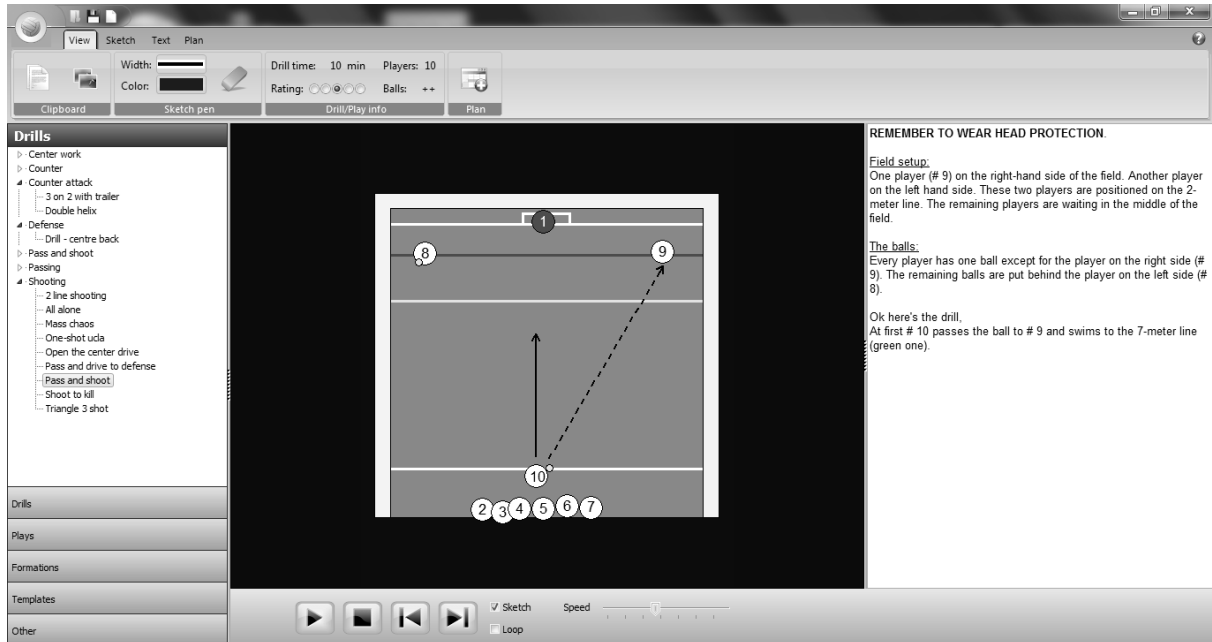 View Sketch Text Plan
Width:
Color:
Clipboard
Sketch pen
Drill time: 10 min Players: 10
Rating: Balls: ++
Drill/Play info
Plan
Drills
Center work
Counter
Counter attack
3 on 2 with trailer
Double helix
Defense
Drill - centre back
Pass and shoot
Passing
Shooting
2 line shooting
All alone
Mass chaos
One-shot ucla
Open the center drive
Pass and drive to defense
Pass and shoot
Shoot to kill
Triangle 3 shot
Drills
Plays
Formations
Templates
Other
1
8
9
10
2 3 4 5 6 7
Sketch
Loop
Speed
REMEMBER TO WEAR HEAD PROTECTION.
Field setup:
One player (# 9) on the right-hand side of the field. Another player
on the left hand side. These two players are positioned on the 2-
meter line. The remaining players are waiting in the middle of the
field.
The balls:
Every player has one ball except for the player on the right side (#
9). The remaining balls are put behind the player on the left side (#
8).
Ok here's the drill,
At first # 10 passes the ball to # 9 and swims to the 7-meter line
(green one).